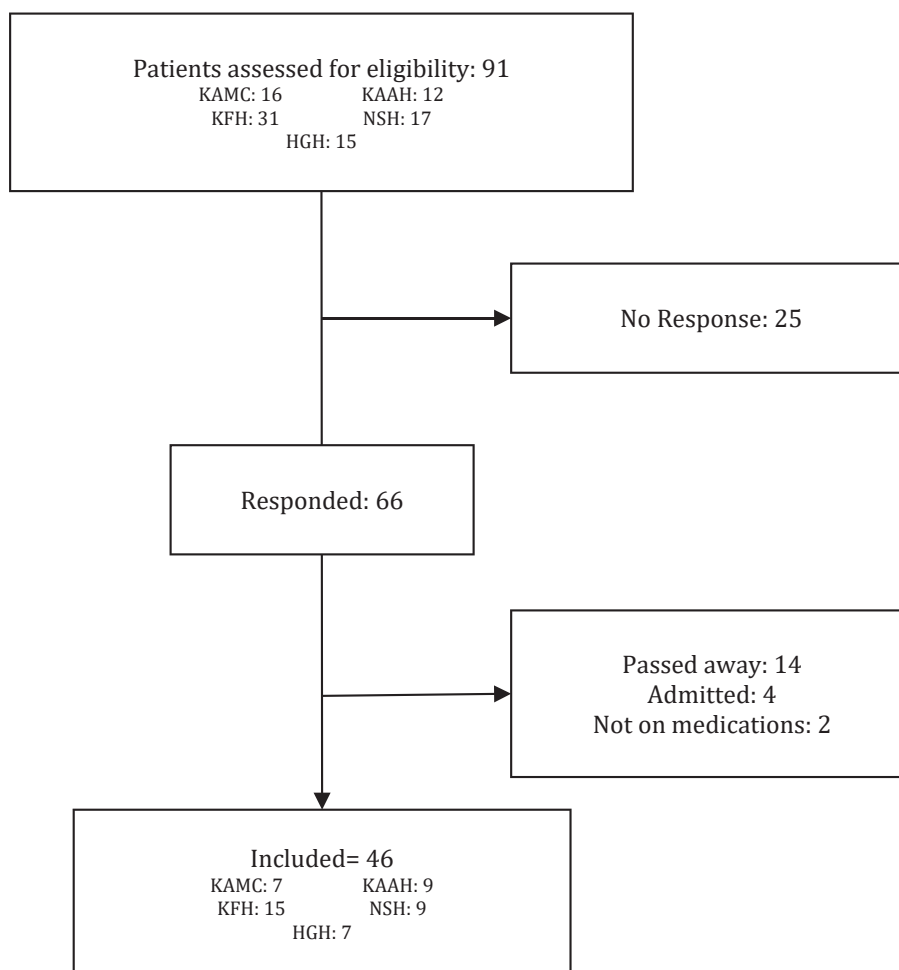 Patients assessed for eligibility: 91
KAMC: 16 KAAH: 12
KFH: 31 NSH: 17
HGH: 15
No Response: 25
Responded: 66
Passed away: 14
Admitted: 4
Not on medications: 2
Included= 46
KAMC: 7 KAAH: 9
KFH: 15 NSH: 9
HGH: 7